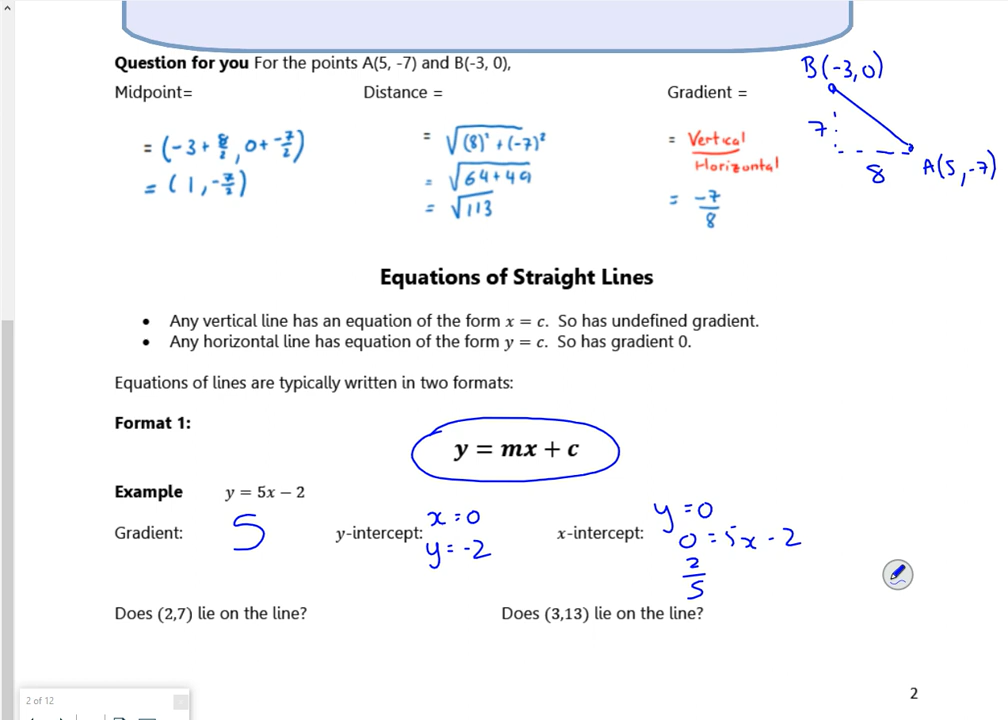 Question for you For the points A(5, -7) and B(-3, 0),
B(-3,0)
Midpoint= Distance = Gradient =
= (-3 + 8/2, 0 + -7/2) = √(8)² + (-7)² = Vertical/Horizontal
7
8
A(5,-7)
= (1, -7/2) = √64+49
= √113 = -7/8
Equations of Straight Lines
• Any vertical line has an equation of the form x = c. So has undefined gradient.
• Any horizontal line has equation of the form y = c. So has gradient 0.
Equations of lines are typically written in two formats:
Format 1:
y = mx + c
Example y = 5x − 2
Gradient: 5 y-intercept: x=0 x-intercept: y=0
y=-2 0=5x-2
2/5
Does (2,7) lie on the line? Does (3,13) lie on the line?
2
2 of 12